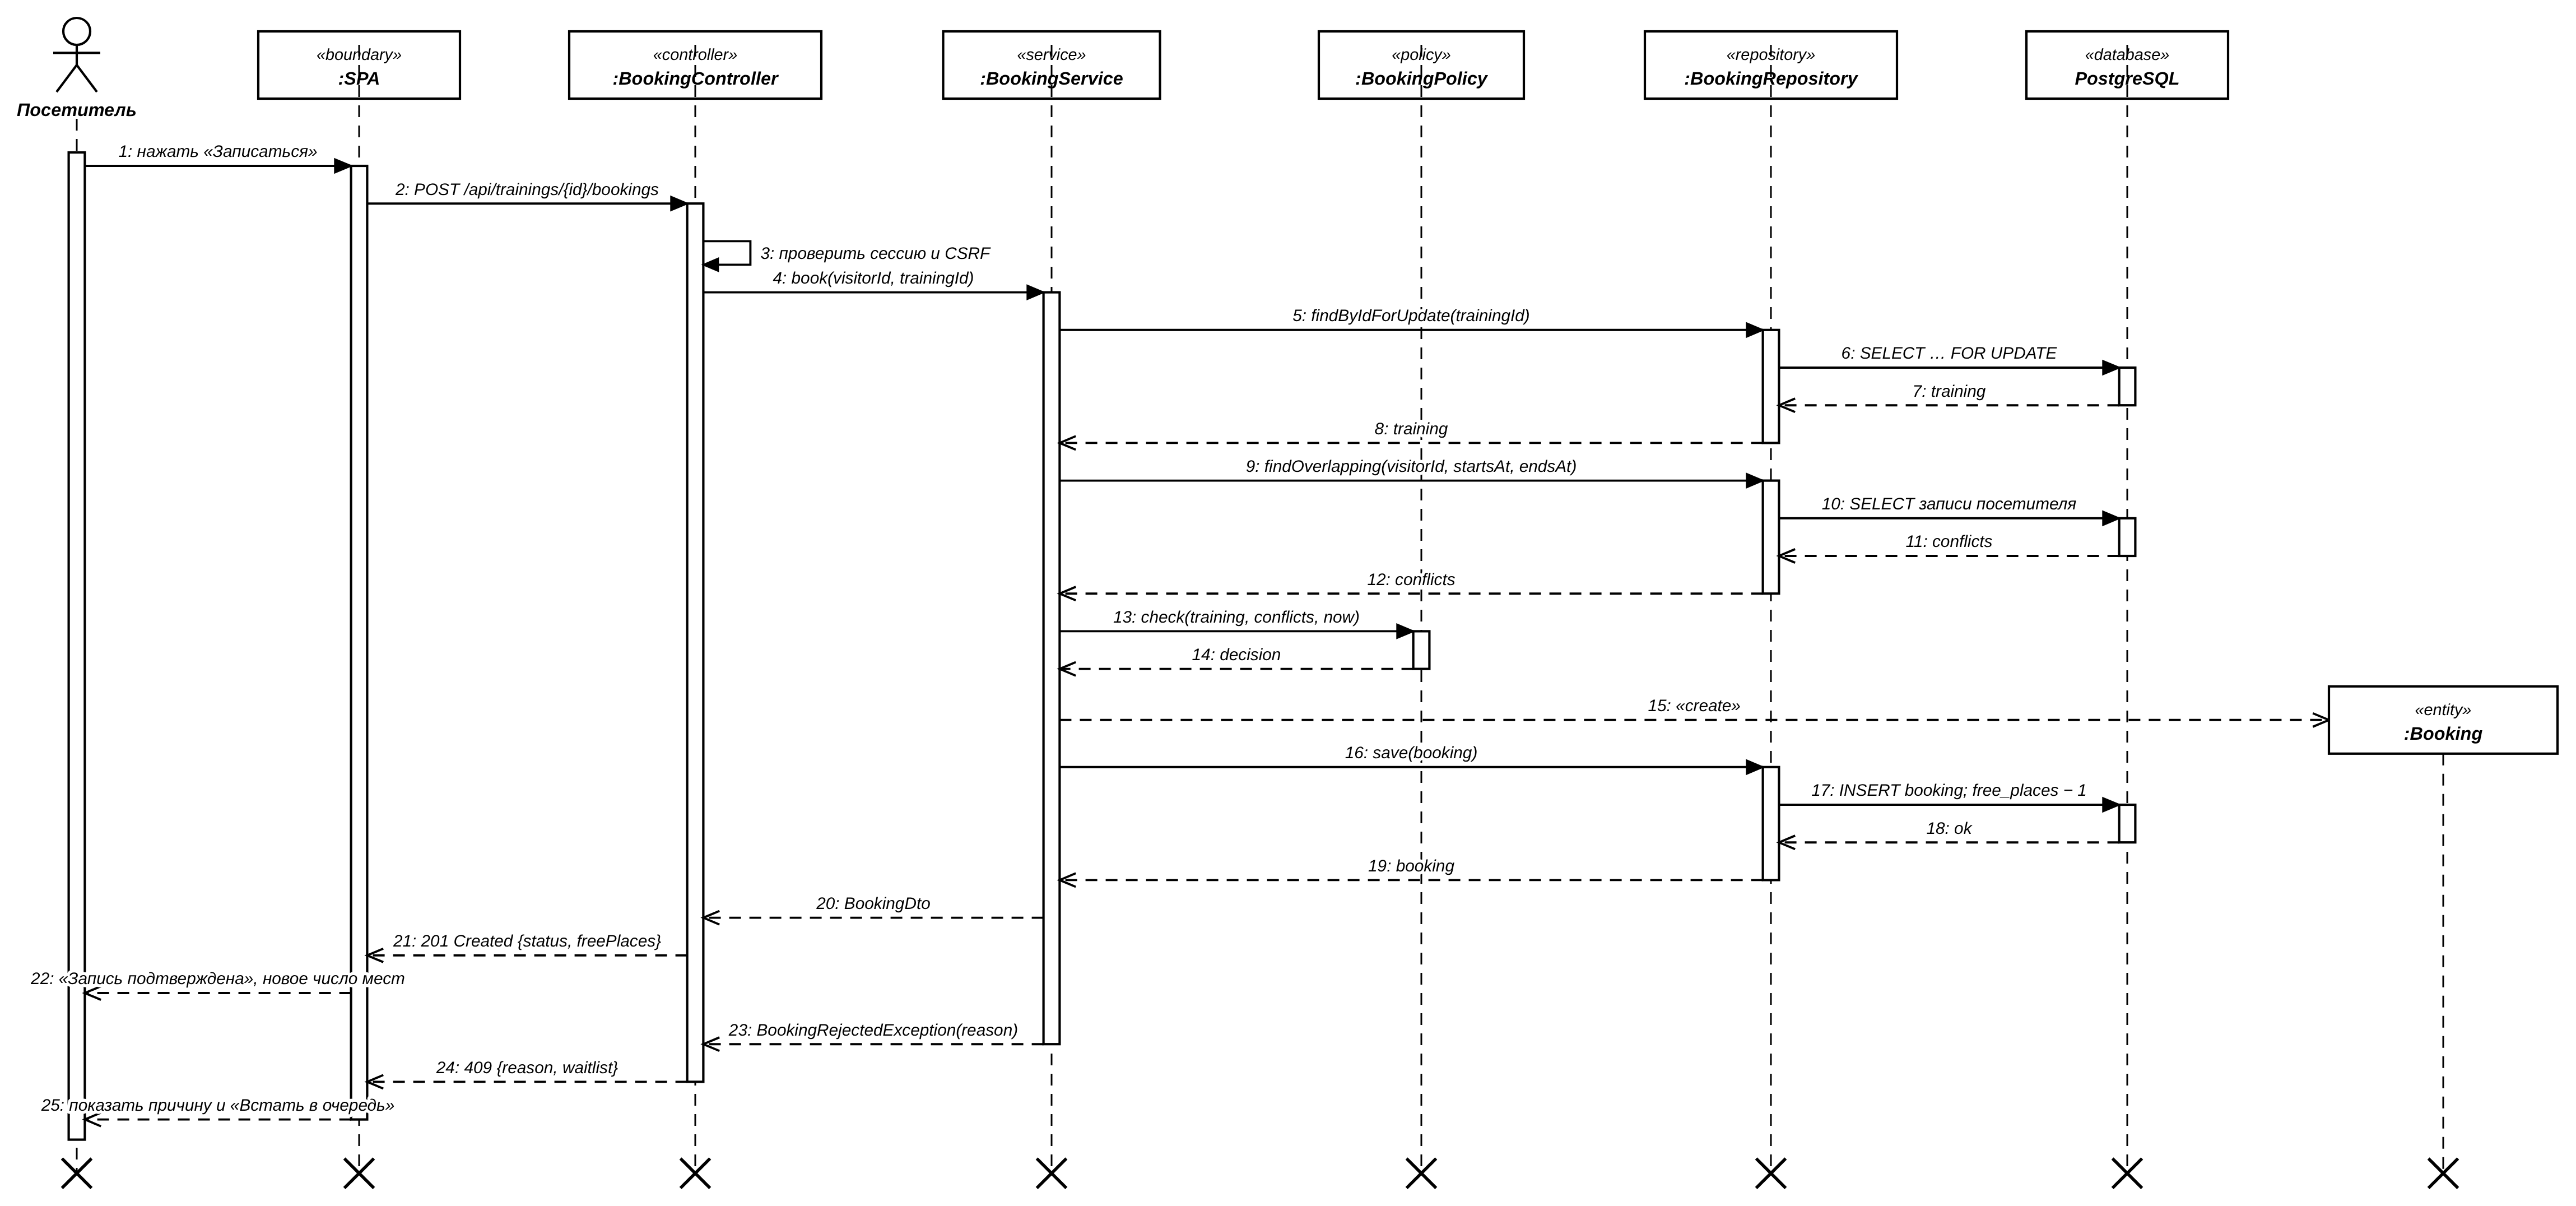 Посетитель
«boundary»
:SPA
«controller»
:BookingController
«service»
:BookingService
«policy»
:BookingPolicy
«repository»
:BookingRepository
«database»
PostgreSQL
1: нажать «Записаться»
2: POST /api/trainings/{id}/bookings
3: проверить сессию и CSRF
4: book(visitorId, trainingId)
5: findByIdForUpdate(trainingId)
6: SELECT … FOR UPDATE
7: training
8: training
9: findOverlapping(visitorId, startsAt, endsAt)
10: SELECT записи посетителя
11: conflicts
12: conflicts
13: check(training, conflicts, now)
14: decision
15: «create»
«entity»
:Booking
16: save(booking)
17: INSERT booking; free_places − 1
18: ok
19: booking
20: BookingDto
21: 201 Created {status, freePlaces}
22: «Запись подтверждена», новое число мест
23: BookingRejectedException(reason)
24: 409 {reason, waitlist}
25: показать причину и «Встать в очередь»